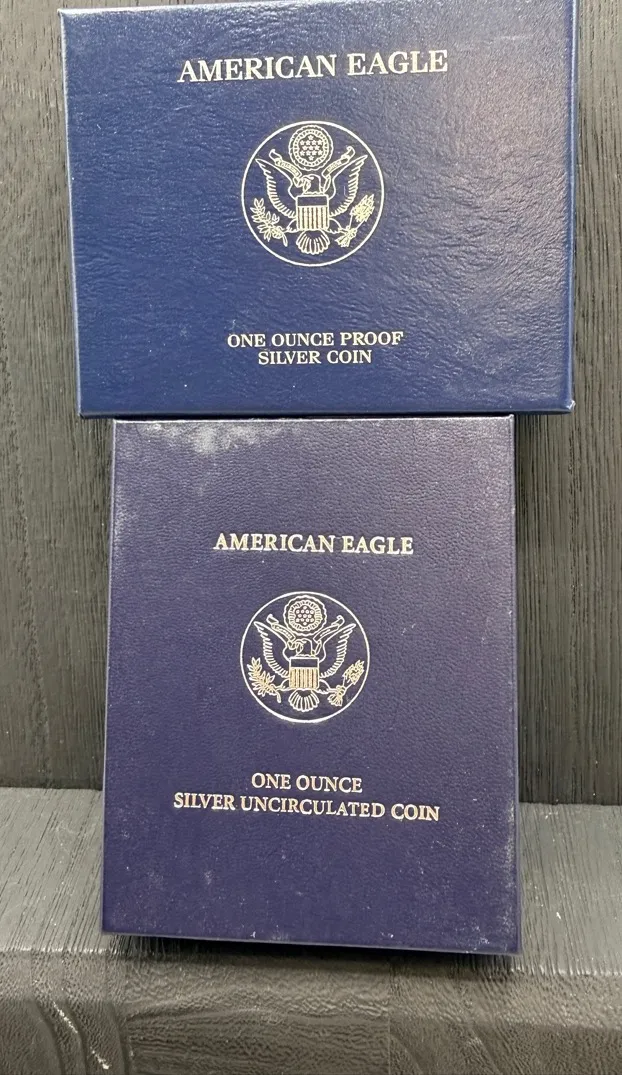 AMERICAN EAGLE
ONE OUNCE PROOF
SILVER COIN
AMERICAN EAGLE
ONE OUNCE
SILVER UNCIRCULATED COIN